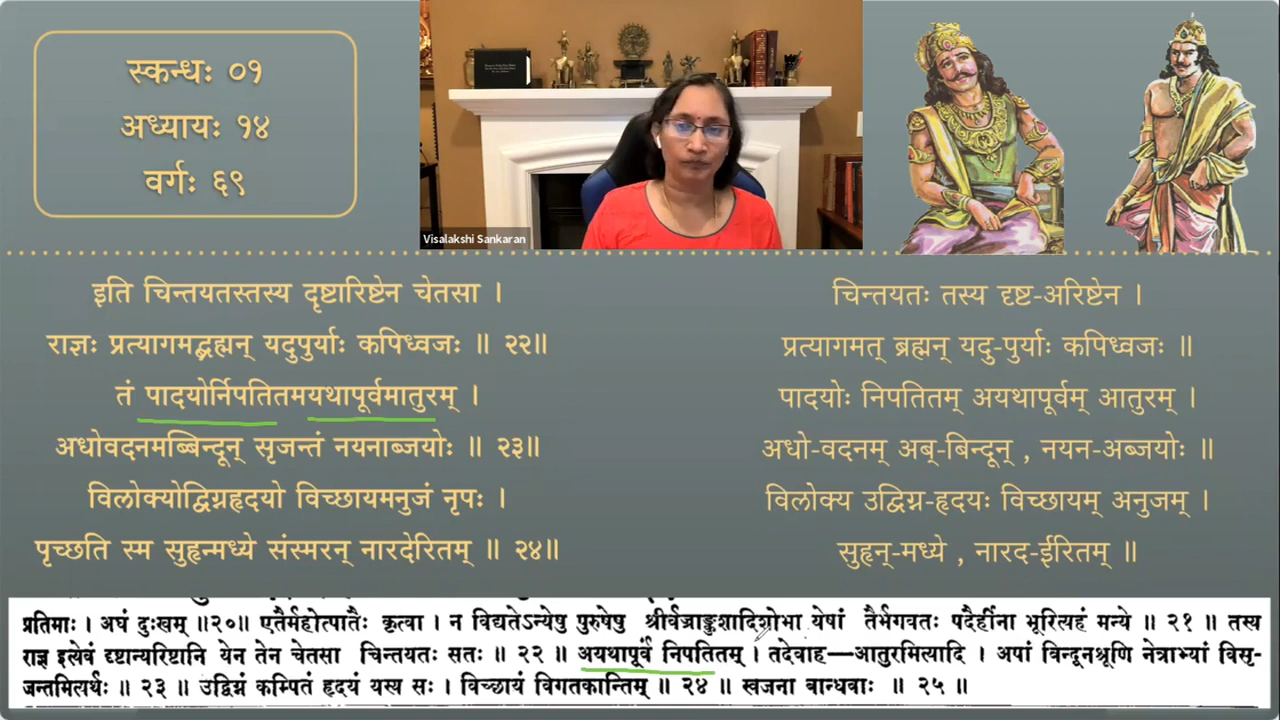 स्कन्धः ०१
अध्यायः १४
वर्गः ६९
Visalakshi Sankaran
इति चिन्तयतस्तस्य दृष्टारिष्टेन चेतसा ।
राज्ञः प्रत्यागमद्ब्रह्मन् यदुपुर्याः कपिध्वजः ॥ २२॥
तं पादयोर्निपतितमयथापूर्वमातुरम् ।
अधोवदनमब्बिन्दून् सृजन्तं नयनाब्जयोः ॥ २३॥
विलोक्योद्विग्नहृदयो विच्छायमनुजं नृपः ।
पृच्छति स्म सुहृन्मध्ये संस्मरन् नारदेरितम् ॥ २४॥
चिन्तयतः तस्य दृष्ट-अरिष्टेन ।
प्रत्यागमत् ब्रह्मन् यदु-पुर्याः कपिध्वजः ॥
पादयोः निपतितम् अयथापूर्वम् आतुरम् ।
अधो-वदनम् अब्-बिन्दून् , नयन-अब्जयोः ॥
विलोक्य उद्विग्न-हृदयः विच्छायम् अनुजम् ।
सुहृन्-मध्ये , नारद-ईरितम् ॥
प्रतिमाः । अघं दुःखम् ॥२०॥ एतैर्महोत्पातैः कृत्वा । न विद्यतेऽन्येषु पुरुषेषु श्रीर्वज्राङ्कुशादिशोभा येषां तैर्भगवतः पदैर्हीना भूरित्यहं मन्ये ॥ २१ ॥ तस्य
राज्ञ इत्येवं दृष्टान्यरिष्टानि येन तेन चेतसा चिन्तयतः सतः ॥ २२ ॥ अयथापूर्वं निपतितम् । तदेवाह—आतुरमित्यादि । अपां विन्दूनश्रूणि नेत्राभ्यां विसृ-
जन्तमित्यर्थः ॥ २३ ॥ उद्विग्नं कम्पितं हृदयं यस्य सः । विच्छायं विगतकान्तिम् ॥ २४ ॥ स्वजना बान्धवाः ॥ २५ ॥